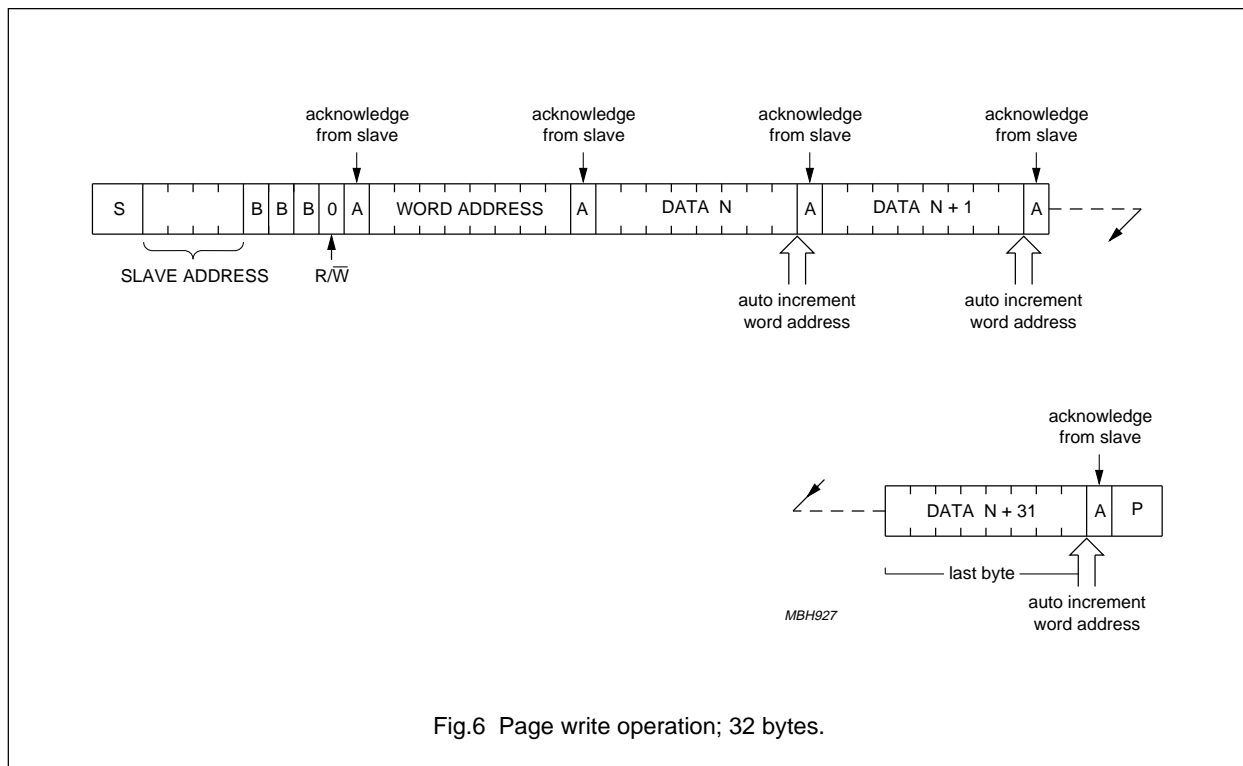 acknowledge
from slave
acknowledge
from slave
acknowledge
from slave
acknowledge
from slave
S B B B 0 A WORD ADDRESS A DATA N A DATA N + 1 A
SLAVE ADDRESS
R/W̅
auto increment
word address
auto increment
word address
acknowledge
from slave
DATA N + 31 A P
last byte
auto increment
word address
MBH927
Fig.6 Page write operation; 32 bytes.